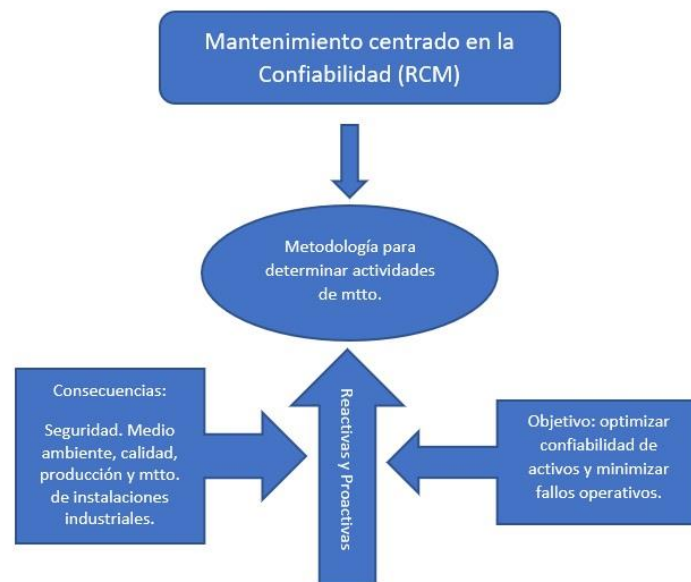 Mantenimiento centrado en la
Confiabilidad (RCM)
Metodología para
determinar actividades
de mtto.
Consecuencias:
Seguridad. Medio
ambiente, calidad,
producción y mtto.
de instalaciones
industriales.
Reactivas y Proactivas
Objetivo: optimizar
confiabilidad de
activos y minimizar
fallos operativos.